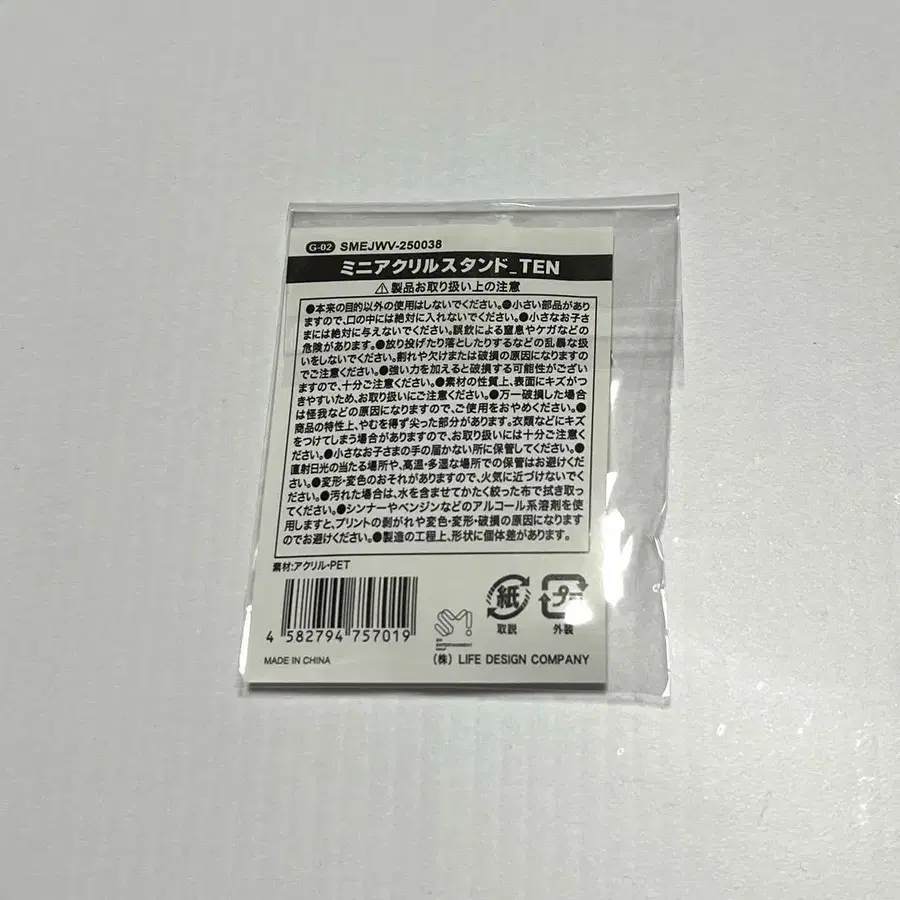 G-02 SMEJWV-250038
ミニアクリルスタンド_TEN
⚠製品お取り扱い上の注意
●本来の目的以外の使用はしないでください。●小さい部品があり
ますので、口の中には絶対に入れないでください。●小さなお子さ
まには絶対に与えないでください。誤飲による窒息やケガなどの
危険があります。●放り投げたり落としたりするなどの乱暴な扱
いをしないでください。割れや欠けまたは破損の原因になりますの
でご注意ください。●強い力を加えると破損する可能性がござい
ますので、十分ご注意ください。●素材の性質上、表面にキズがつ
きやすいため、お取り扱いにご注意ください。●万一破損した場合
は怪我などの原因になりますので、ご使用をおやめください。●
商品の特性上、やむを得ず尖った部分があります。衣類などにキズ
をつけてしまう場合がありますので、お取り扱いには十分ご注意く
ださい。●小さなお子さまの手の届かない所に保管してください。●
直射日光の当たる場所や、高温・多湿な場所での保管はお避けくだ
さい。●変形・変色のおそれがありますので、火気に近づけないでく
ださい。●汚れた場合は、水を含ませてかたく絞った布で拭き取っ
てください。●シンナーやベンジンなどのアルコール系溶剤を使
用しますと、プリントの剥がれや変色・変形・破損の原因になります
のでお避けください。●製造の工程上、形状に個体差があります。
素材:アクリル・PET
4 582794 757019
紙
取説
プラ
外装
SM!
SM
ENTERTAINMENT
MADE IN CHINA
(株) LIFE DESIGN COMPANY